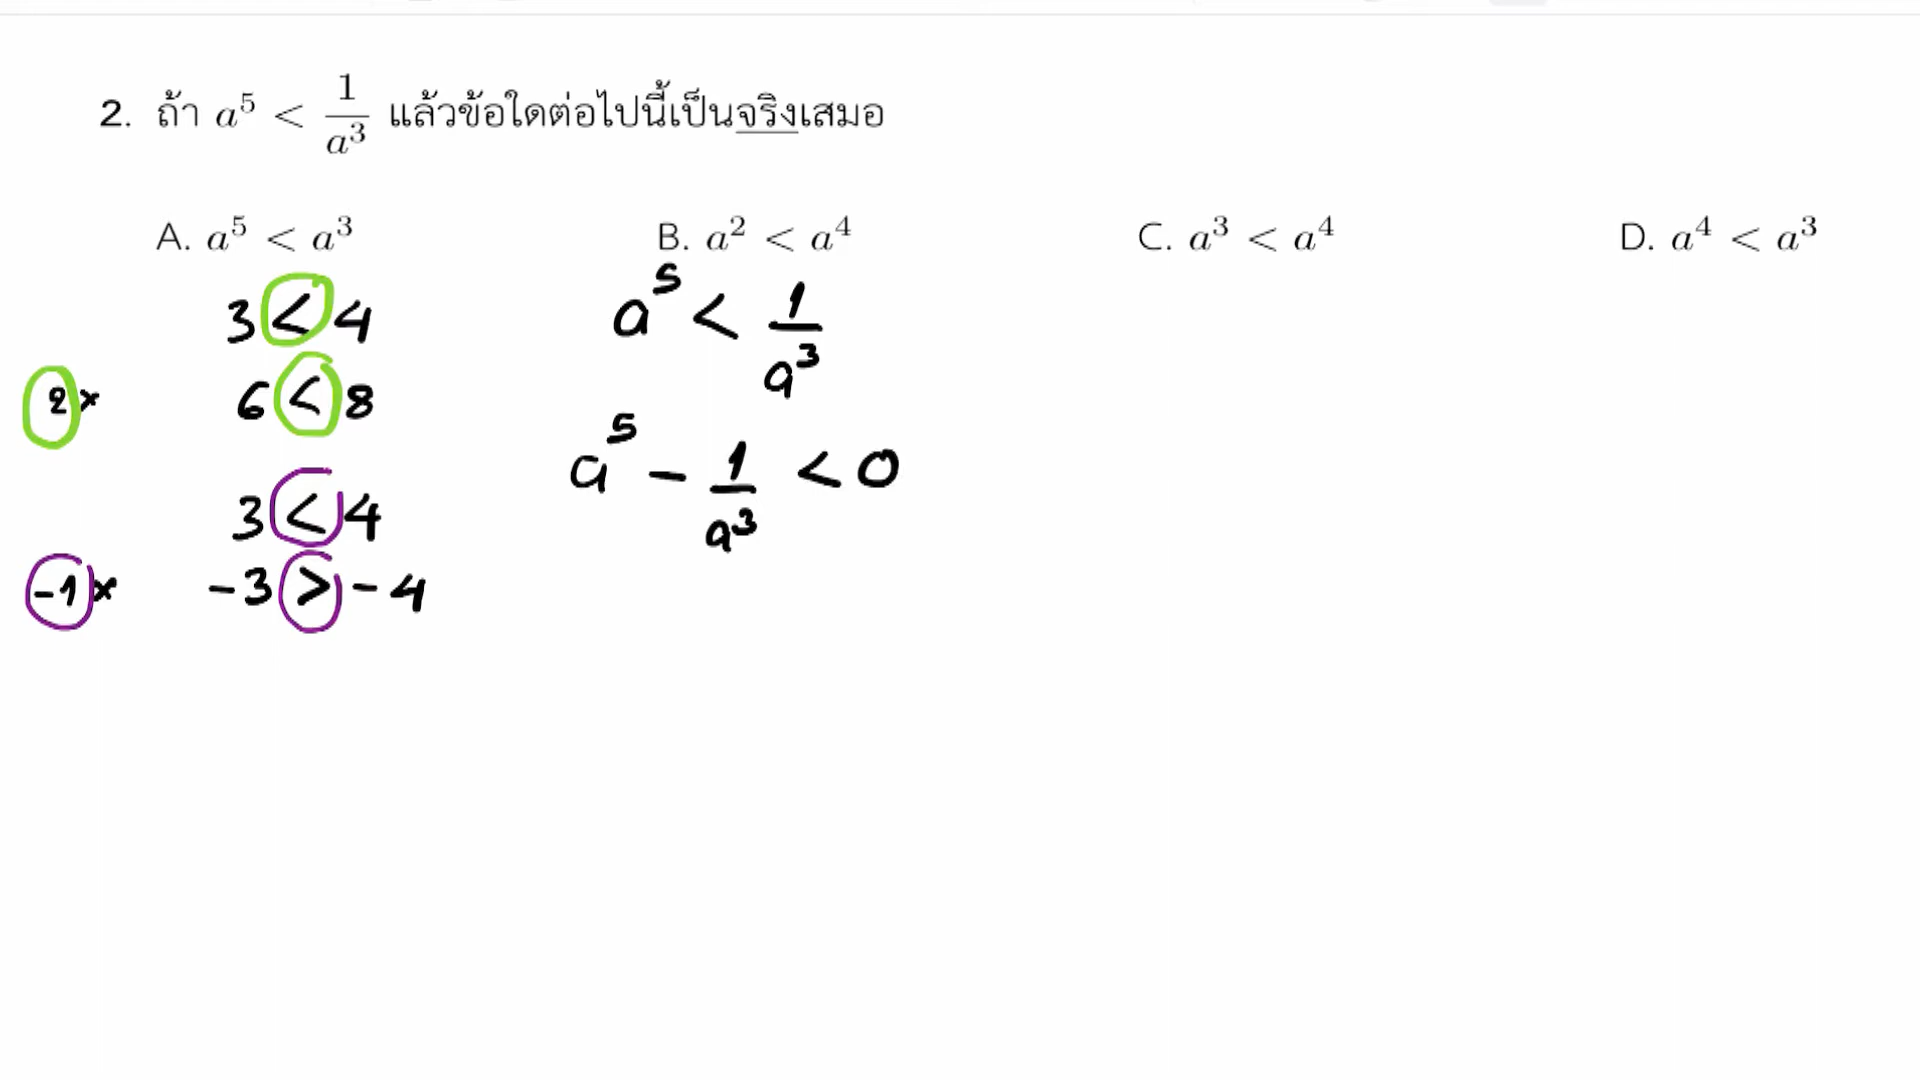 2. ถ้า a⁵ < 1/a³ แล้วข้อใดต่อไปนี้เป็นจริงเสมอ
A. a⁵ < a³ B. a² < a⁴ C. a³ < a⁴ D. a⁴ < a³
3 < 4
2× 6 < 8
3 < 4
-1× -3 > -4
a⁵ < 1/a³
a⁵ - 1/a³ < 0